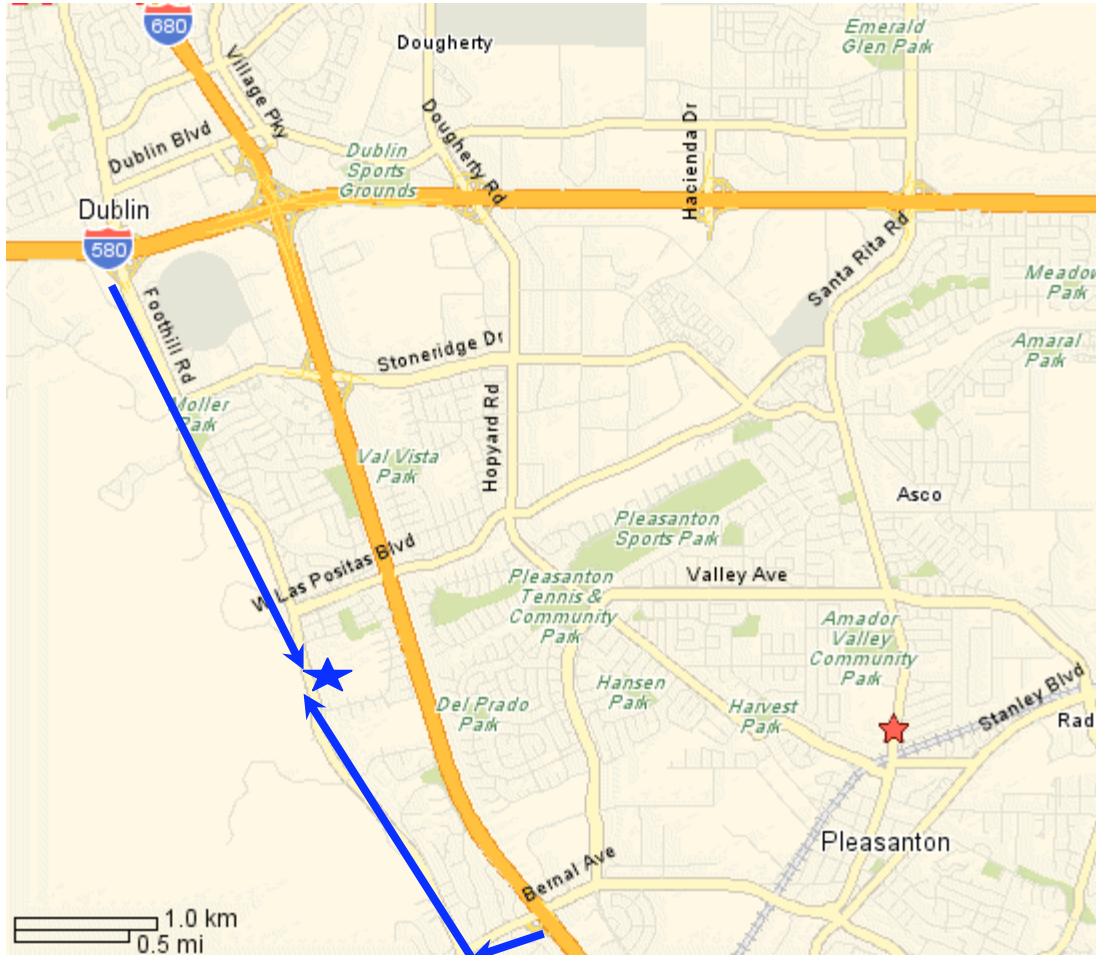 680
Dougherty
Emerald
Glen Park
Village Pky
Dougherty Rd
Hacienda Dr
Dublin Blvd
Dublin
Sports
Grounds
Dublin
580
Santa Rita Rd
Foothill Rd
Meadow
Park
Stoneridge Dr
Amaral
Park
Moller
Park
Hopyard Rd
Val Vista
Park
Asco
Pleasanton
Sports Park
W Las Positas Blvd
Valley Ave
Pleasanton
Tennis &
Community
Park
Amador
Valley
Community
Park
Hansen
Park
Del Prado
Park
Harvest
Park
Stanley Blvd
Rad
Pleasanton
Bernal Ave
1.0 km
0.5 mi